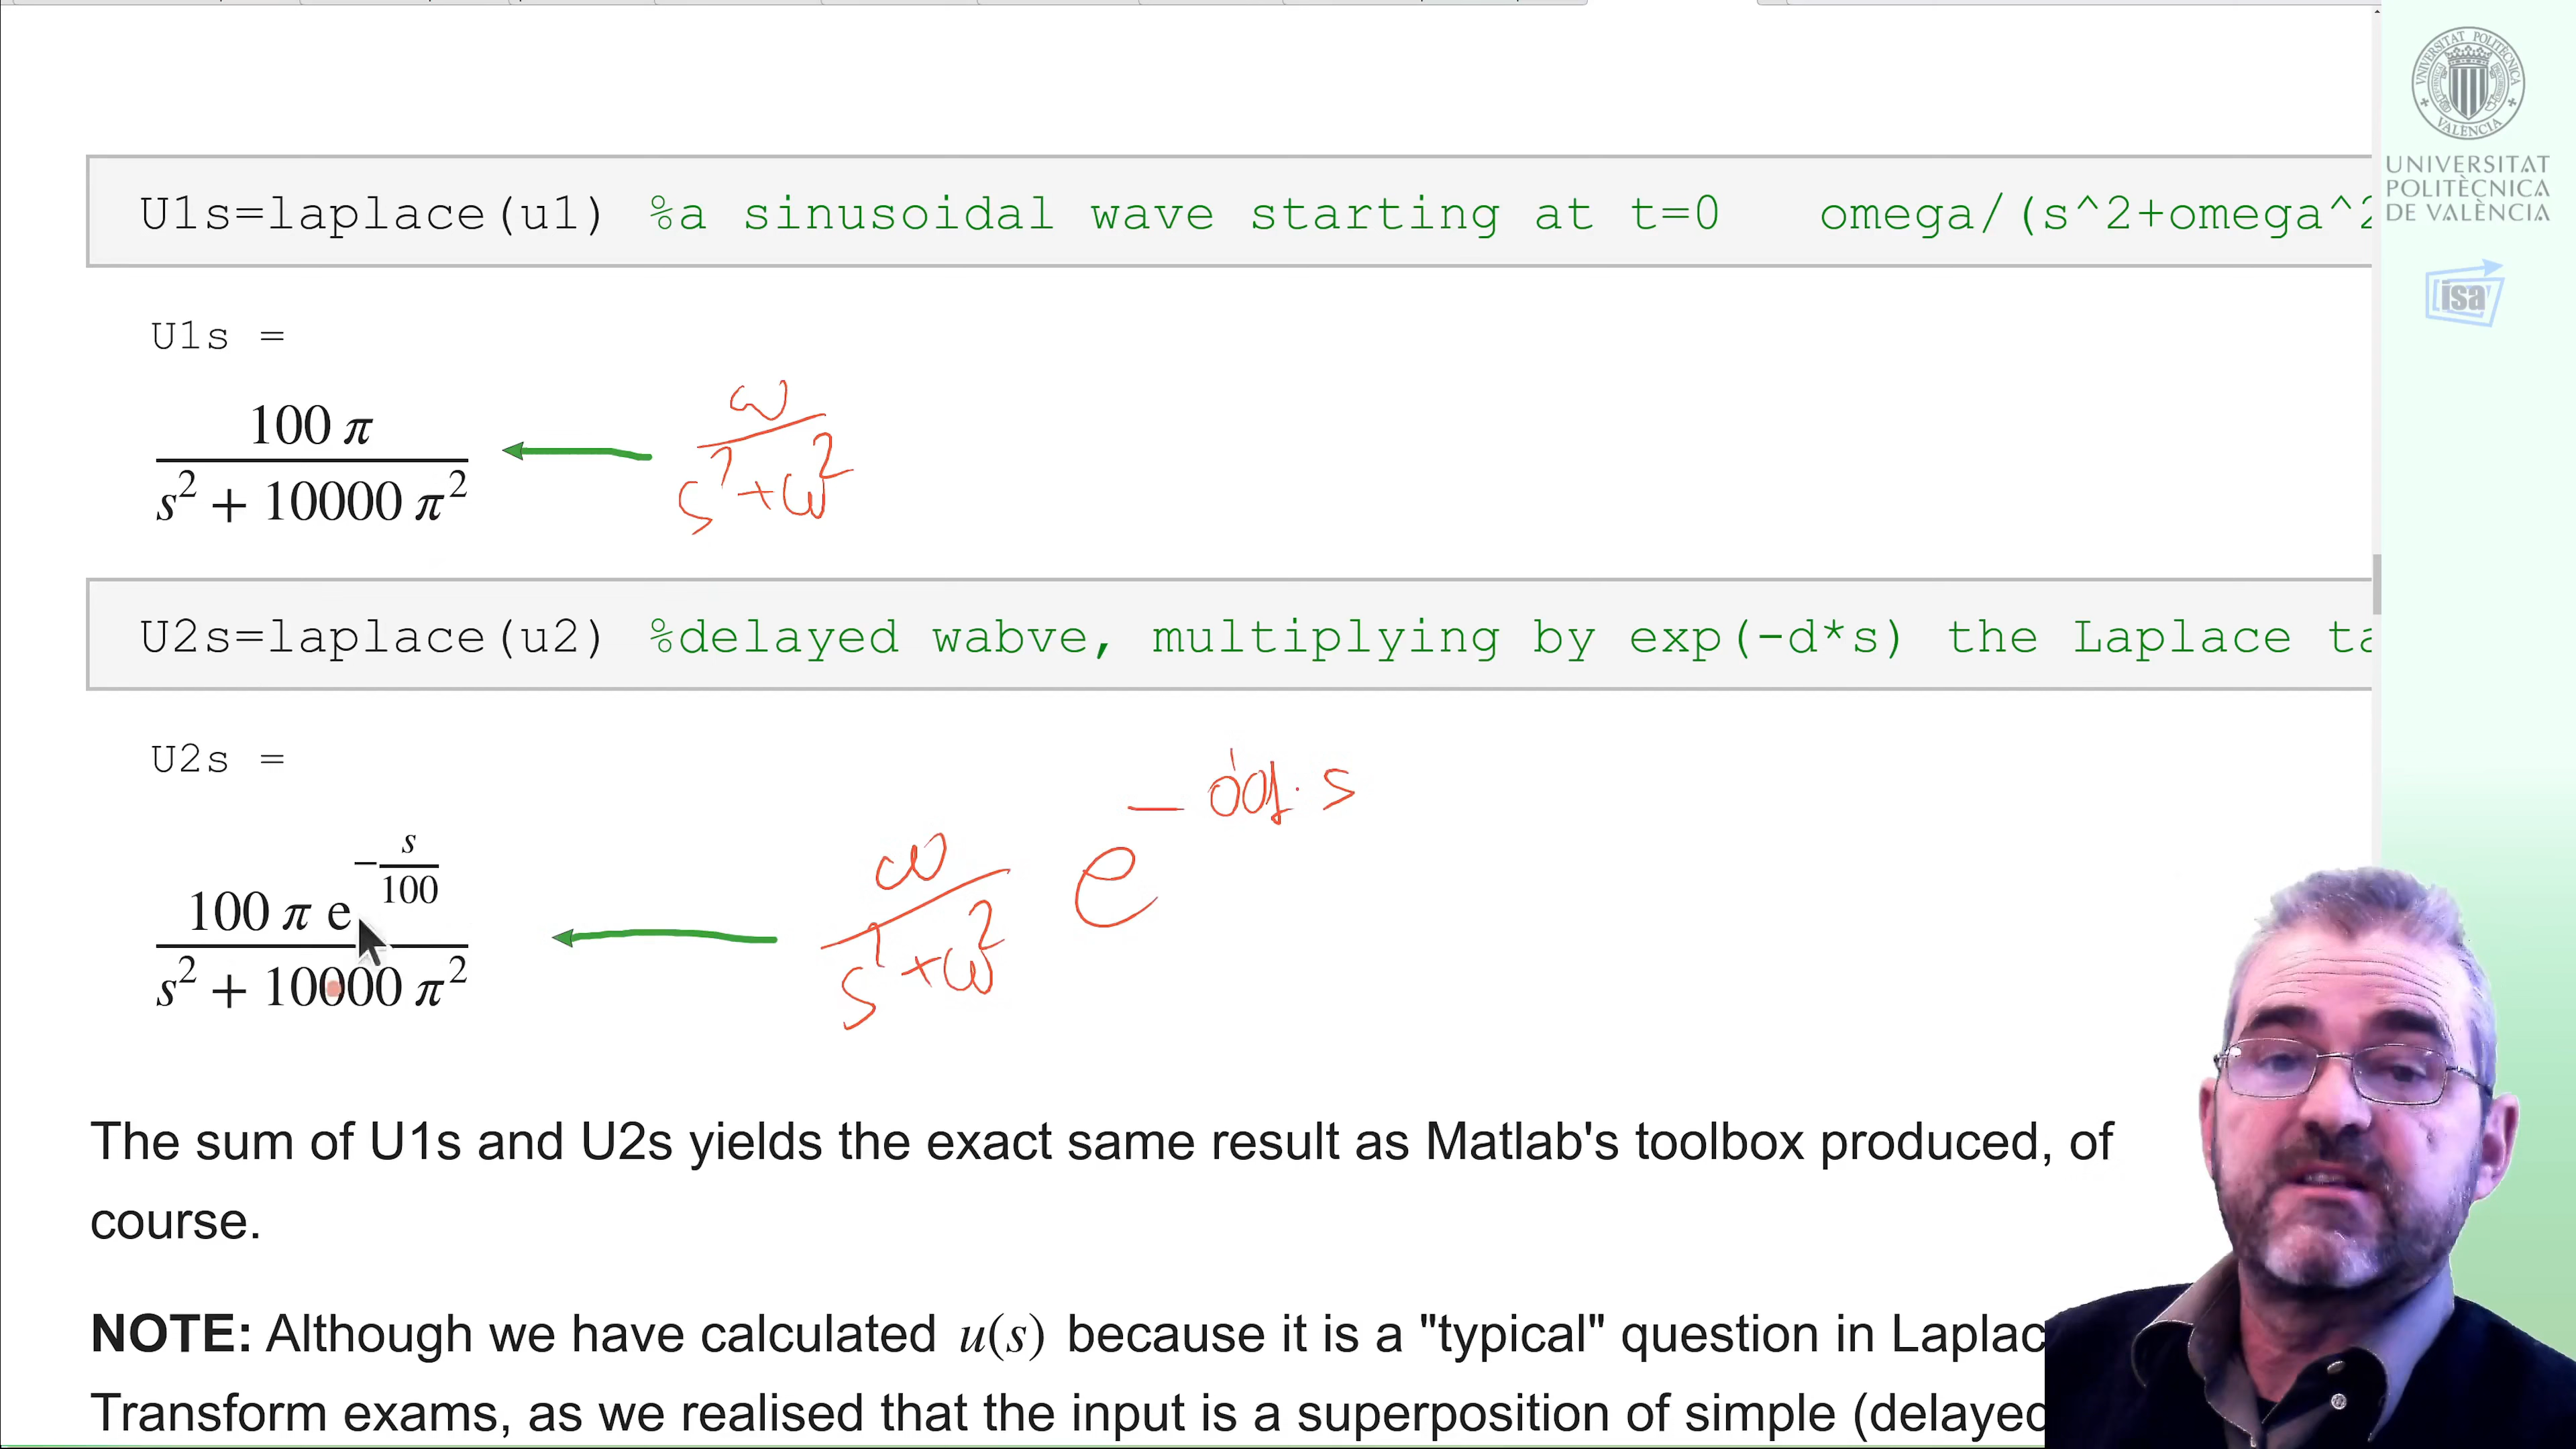 U1s=laplace(u1) %a sinusoidal wave starting at t=0 omega/(s^2+omega^2
U1s =
100 π
s² + 10000 π²
ω
s²+ω²
U2s=laplace(u2) %delayed wabve, multiplying by exp(-d*s) the Laplace ta
U2s =
100 π e^(-s/100)
s² + 10000 π²
ω
s²+ω²
e^(-0'01·s)
The sum of U1s and U2s yields the exact same result as Matlab's toolbox produced, of
course.
NOTE: Although we have calculated u(s) because it is a "typical" question in Laplac
Transform exams, as we realised that the input is a superposition of simple (delayed
VNIVERSITAT POLITÈCNICA
VALÈNCIA
UNIVERSITAT
POLITÈCNICA
DE VALÈNCIA
isa